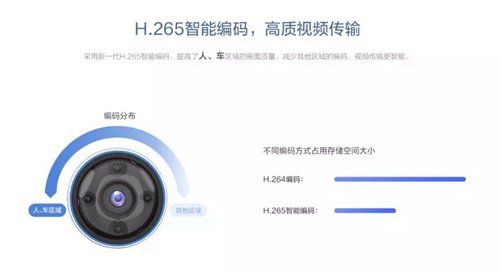 H.265智能编码，高质视频传输
采用新一代H.265智能编码，提高了人、车区域的画面质量，减少其他区域的编码，视频传输更智能。
编码分布
人、车区域
其他区域
不同编码方式占用存储空间大小
H.264编码：
H.265智能编码：